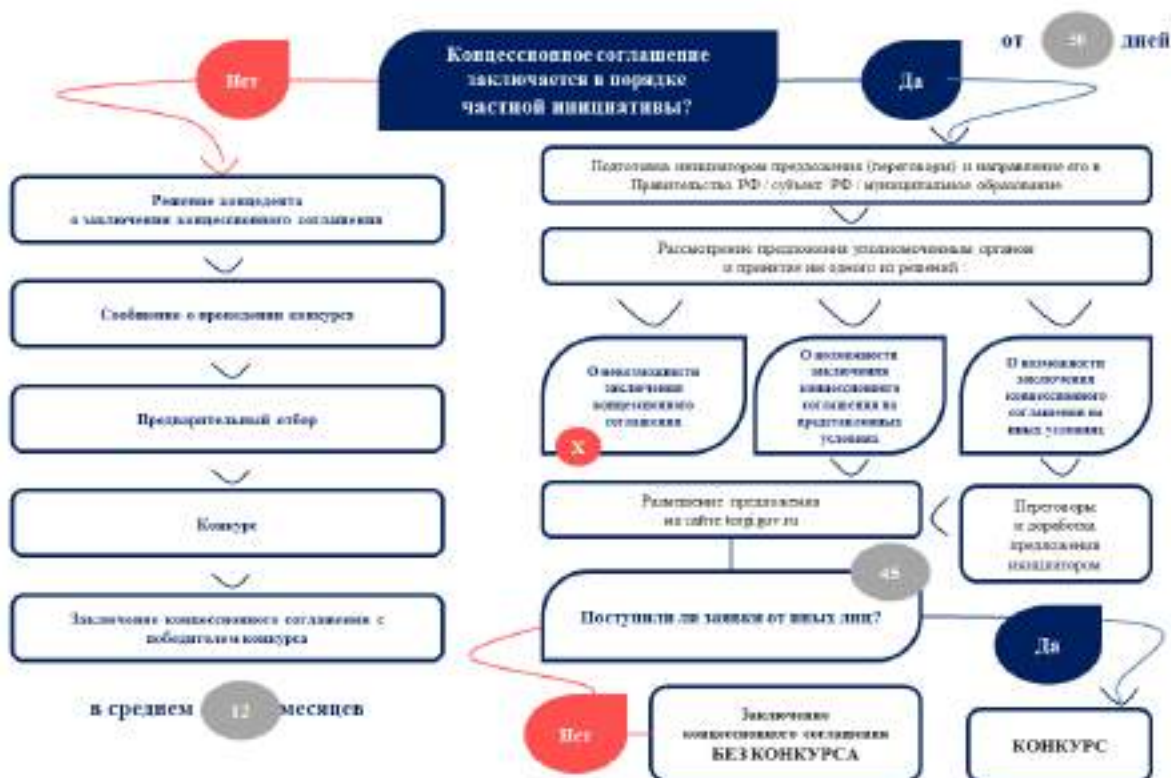 Концессионное соглашение
заключается в порядке
частной инициативы?
Нет
Да
от
дней
Решение концедента
о заключении концессионного соглашения
Сообщение о проведении конкурса
Предварительный отбор
Конкурс
Заключение концессионного соглашения с
победителем конкурса
в среднем 12 месяцев
Подготовка инициатором предложения (переговоры) и направление его в
Правительство РФ / субъект РФ / муниципальное образование
Рассмотрение предложения уполномоченным органом
и принятие им одного из решений
О невозможности
заключения
концессионного
соглашения
X
О возможности
заключения
концессионного
соглашения на
представленных
условиях
О возможности
заключения
концессионного
соглашения на
иных условиях
Размещение предложения
на сайте torgi.gov.ru
Переговоры
и доработка
предложения
инициатором
45
Поступили ли заявки от иных лиц?
Да
Нет
Заключение
концессионного соглашения
БЕЗ КОНКУРСА
КОНКУРС